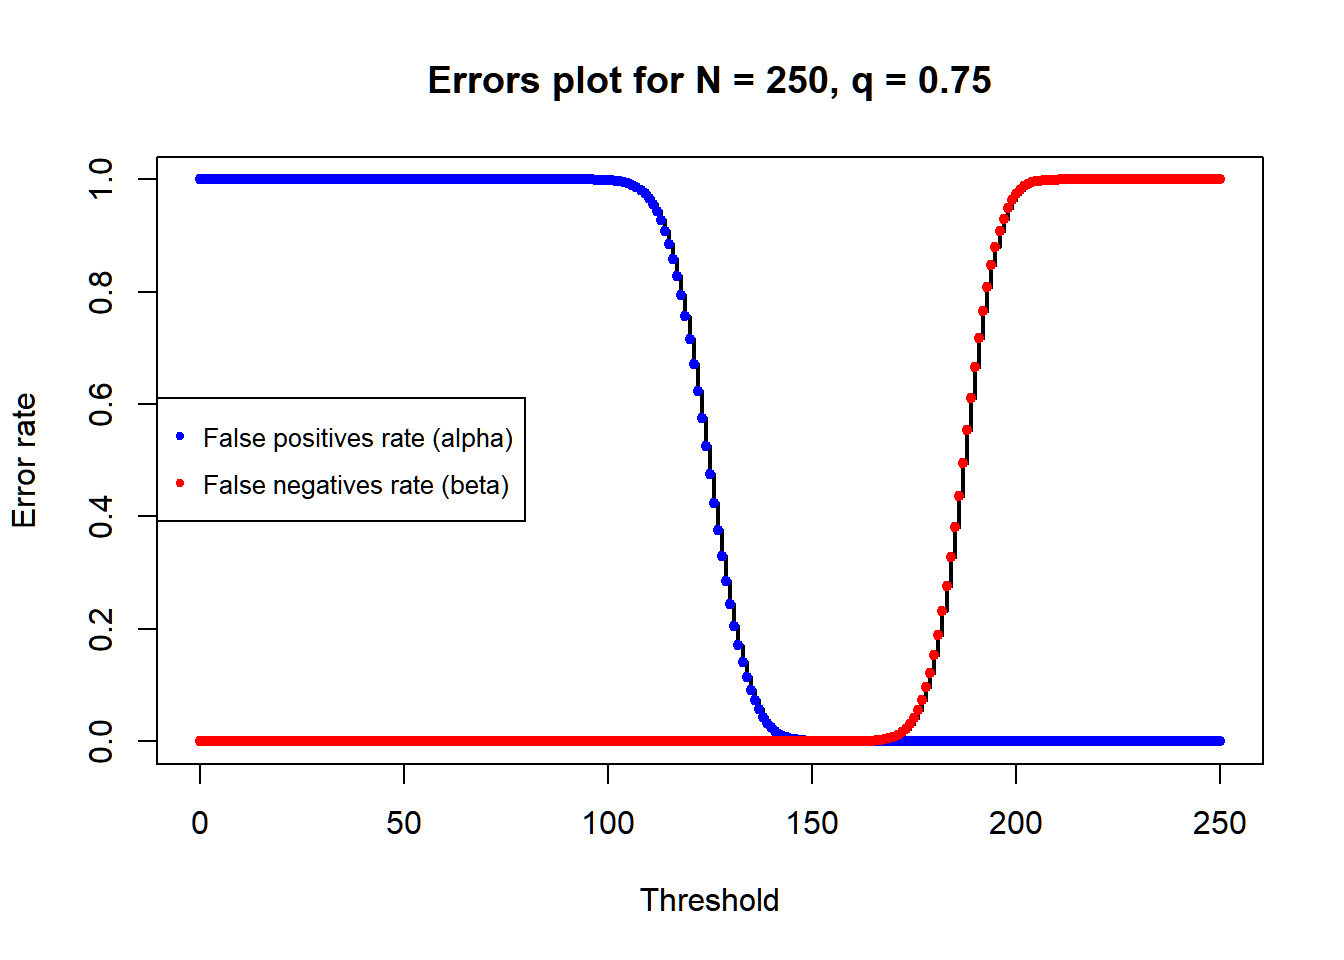 Errors plot for N = 250, q = 0.75
Error rate
1.0
0.8
0.6
0.4
0.2
0.0
False positives rate (alpha)
False negatives rate (beta)
0 50 100 150 200 250
Threshold